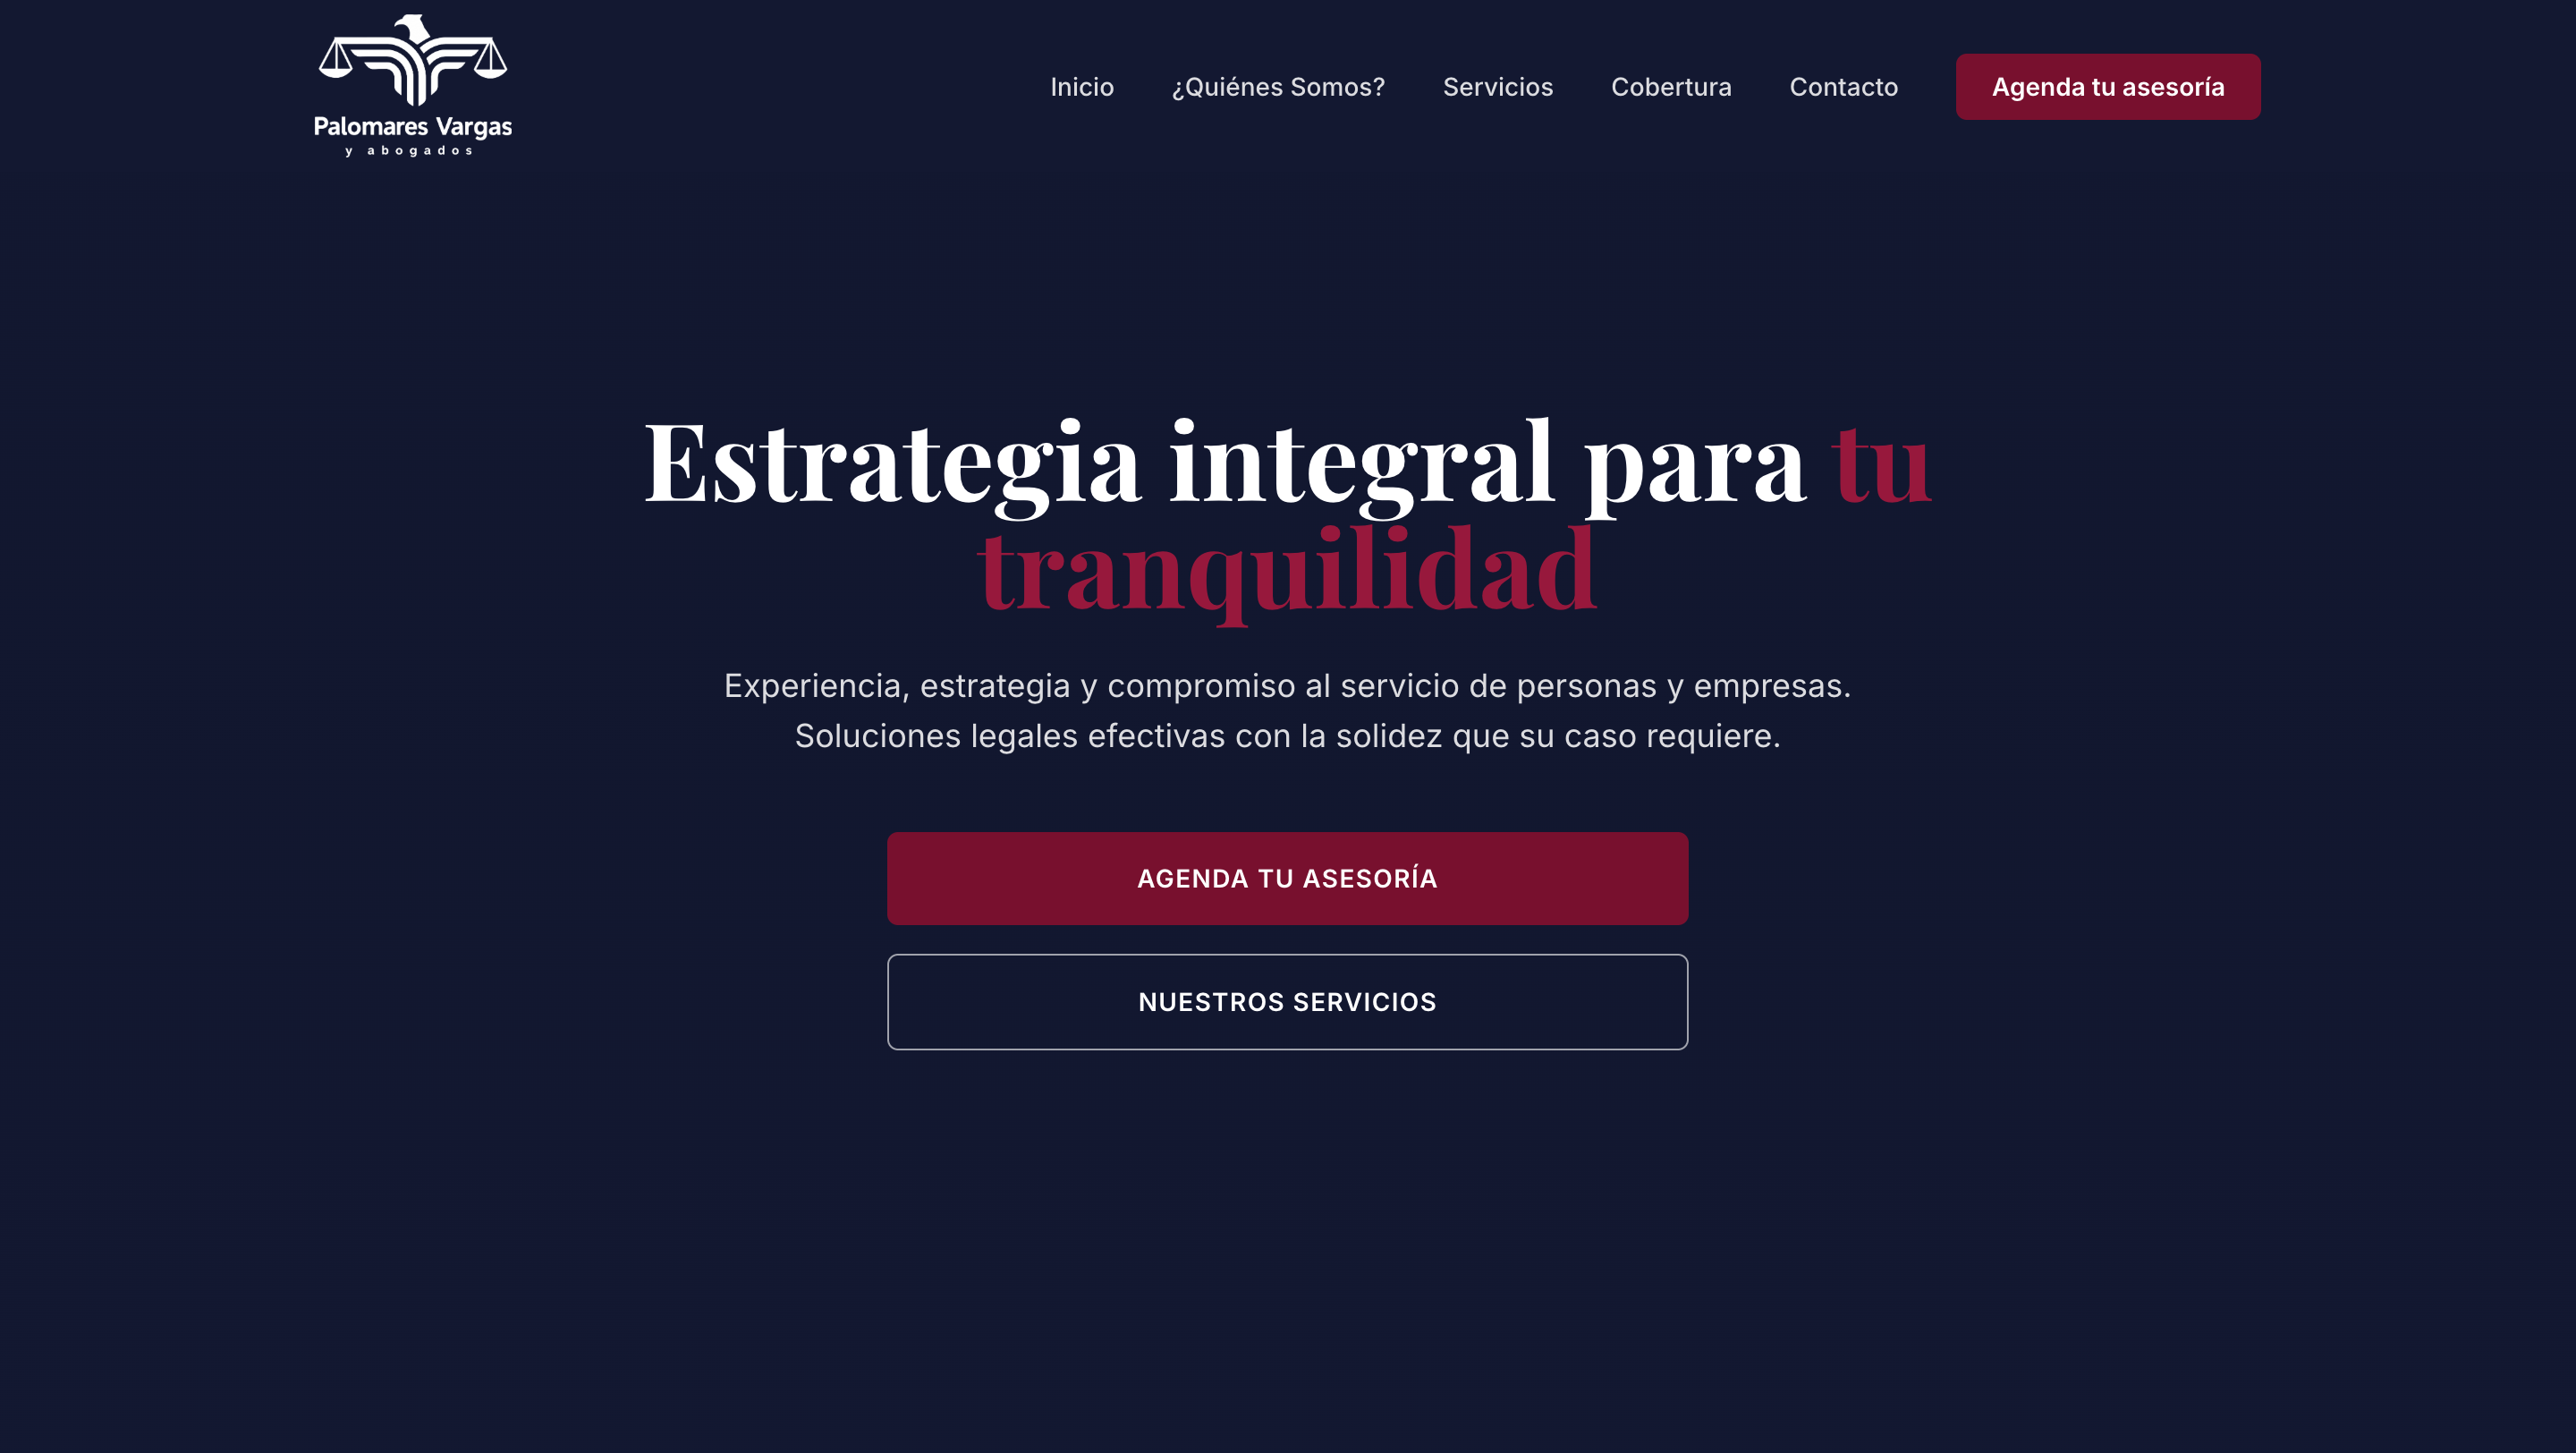 Palomares Vargas
y abogados
Inicio ¿Quiénes Somos? Servicios Cobertura Contacto Agenda tu asesoría
Estrategia integral para tu
tranquilidad
Experiencia, estrategia y compromiso al servicio de personas y empresas.
Soluciones legales efectivas con la solidez que su caso requiere.
AGENDA TU ASESORÍA
NUESTROS SERVICIOS